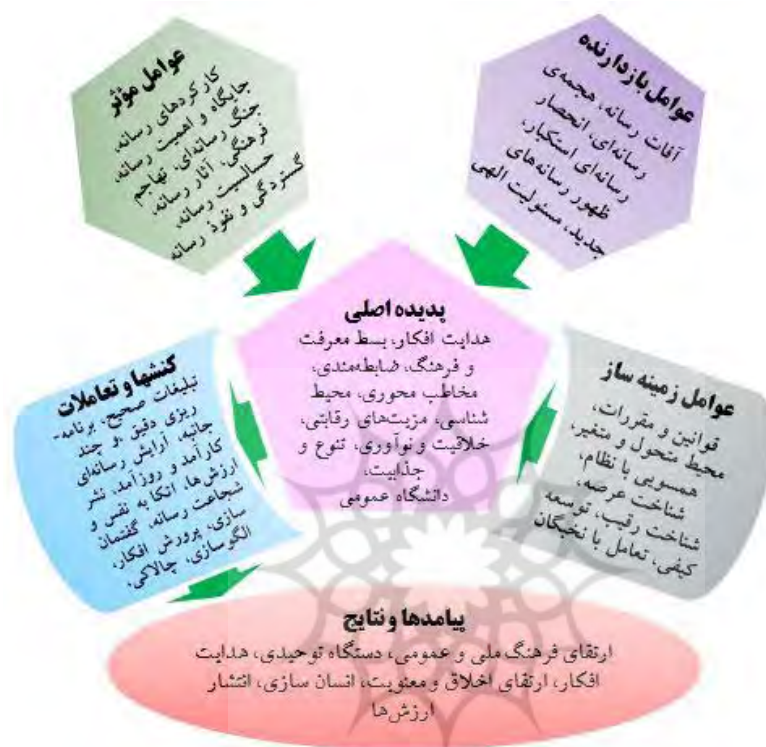 عوامل بازدارنده
آفات رسانه، هجمه‌ی
رسانه‌ای، انحصار
رسانه‌ای استکبار،
ظهور رسانه‌های
جدید، مسئولیت الهی
عوامل مؤثر
کارکردهای رسانه،
جایگاه و اهمیت رسانه،
جنگ رسانه‌ای، تهاجم
فرهنگی، آثار رسانه،
حساسیت رسانه،
گستردگی و نفوذ رسانه
پدیده اصلی
هدایت افکار، بسط معرفت
و فرهنگ، ضابطه‌مندی،
مخاطب محوری، محیط
شناسی، مزیت‌های رقابتی،
خلاقیت و نوآوری، تنوع و
جذابیت،
دانشگاه عمومی
عوامل زمینه ساز
قوانین و مقررات،
محیط متحول و متغیر،
همسویی با نظام،
شناخت عرصه،
شناخت رقیب، توسعه
کیفی، تعامل با نخبگان
کنشها و تعاملات
تبلیغات صحیح، برنامه-
ریزی دقیق و چند
جانبه، آرایش رسانه‌ای
کارآمد و روزآمد، نشر
ارزش‌ها، اتکا به نفس و
شجاعت رسانه، گفتمان
سازی، پرورش افکار،
الگوسازی، چالاکی،
پیامدها و نتایج
ارتقای فرهنگ ملی و عمومی، دستگاه توحیدی، هدایت
افکار، ارتقای اخلاق و معنویت، انسان سازی، انتشار
ارزش‌ها